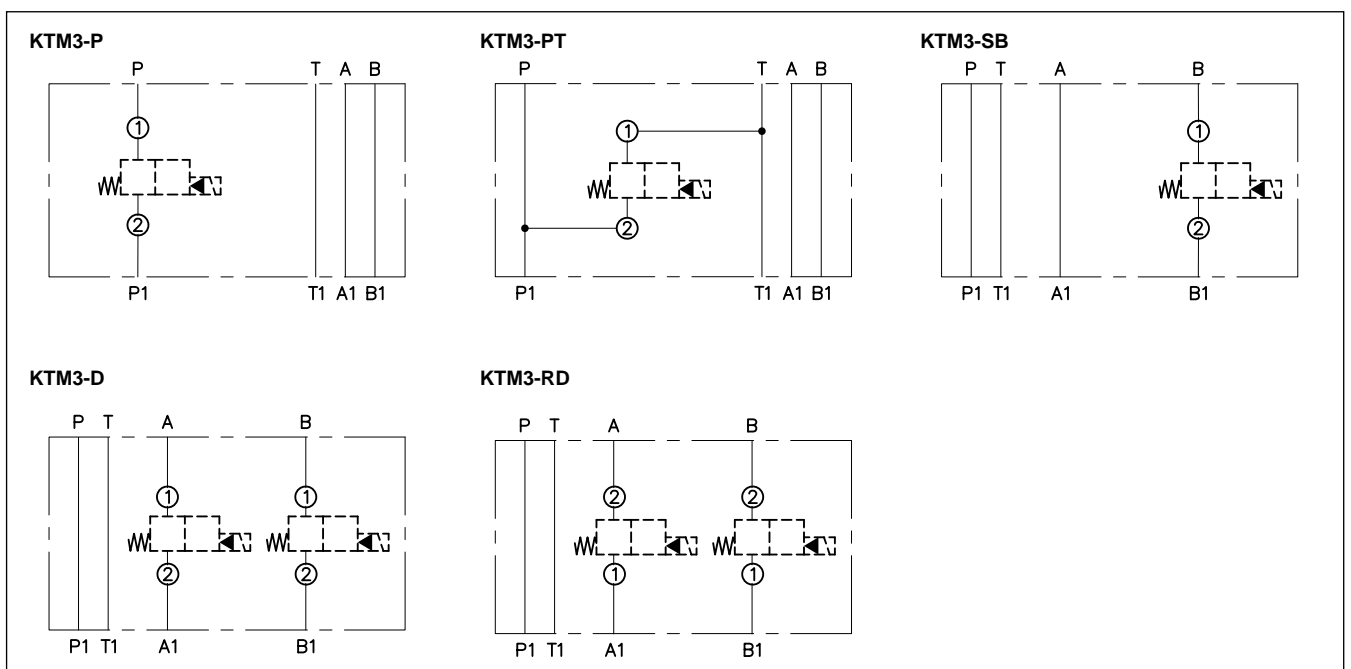 KTM3-P KTM3-PT KTM3-SB
P T A B P T A B P T A B
1 1 1
2 2 2
P1 T1 A1 B1 P1 T1 A1 B1 P1 T1 A1 B1
KTM3-D KTM3-RD
P T A B P T A B
1 1 2 2
2 2 1 1
P1 T1 A1 B1 P1 T1 A1 B1